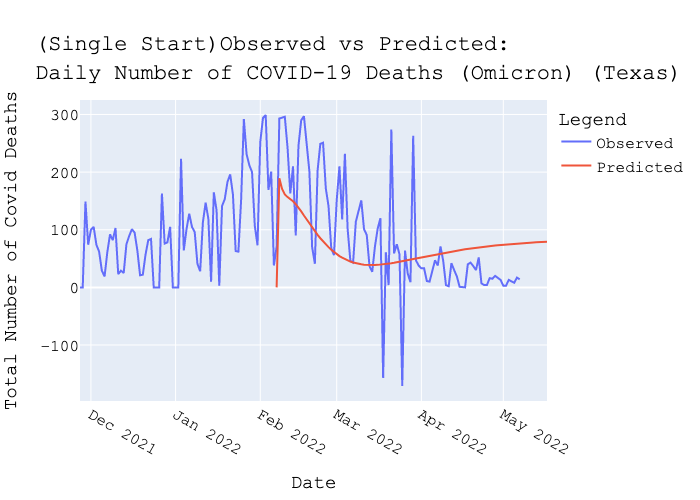 (Single Start)Observed vs Predicted:
Daily Number of COVID-19 Deaths (Omicron) (Texas)
Total Number of Covid Deaths
300
200
100
0
−100
Dec 2021
Jan 2022
Feb 2022
Mar 2022
Apr 2022
May 2022
Date
Legend
Observed
Predicted